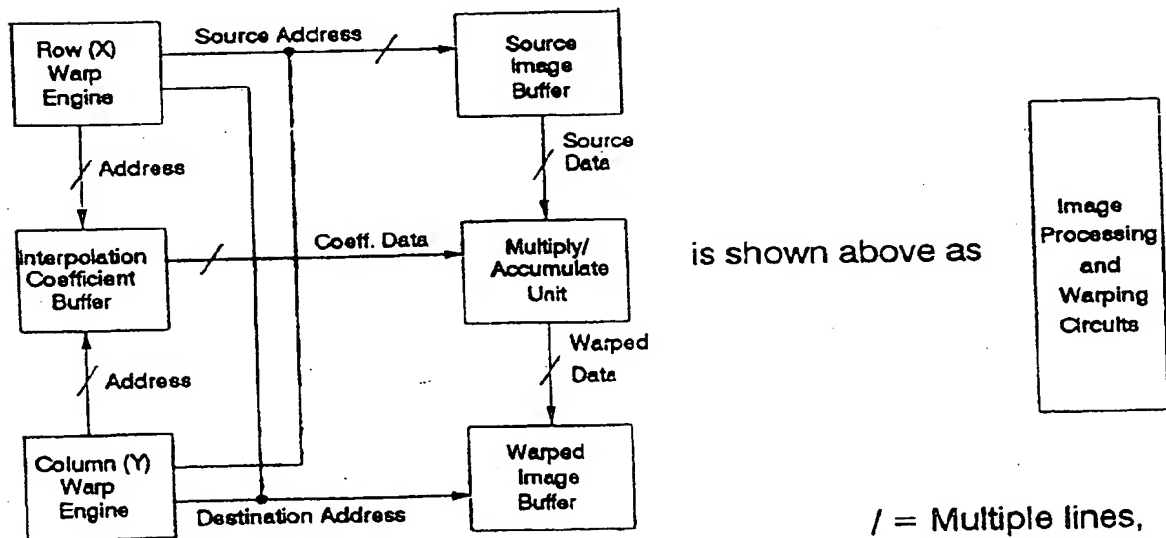 Row (X)
Warp
Engine
Source Address
Source
Image
Buffer
Address
Source
Data
Interpolation
Coefficient
Buffer
Coeff. Data
Multiply/
Accumulate
Unit
Address
Warped
Data
Column (Y)
Warp
Engine
Destination Address
Warped
Image
Buffer
is shown above as
Image
Processing
and
Warping
Circuits
/ = Multiple lines,